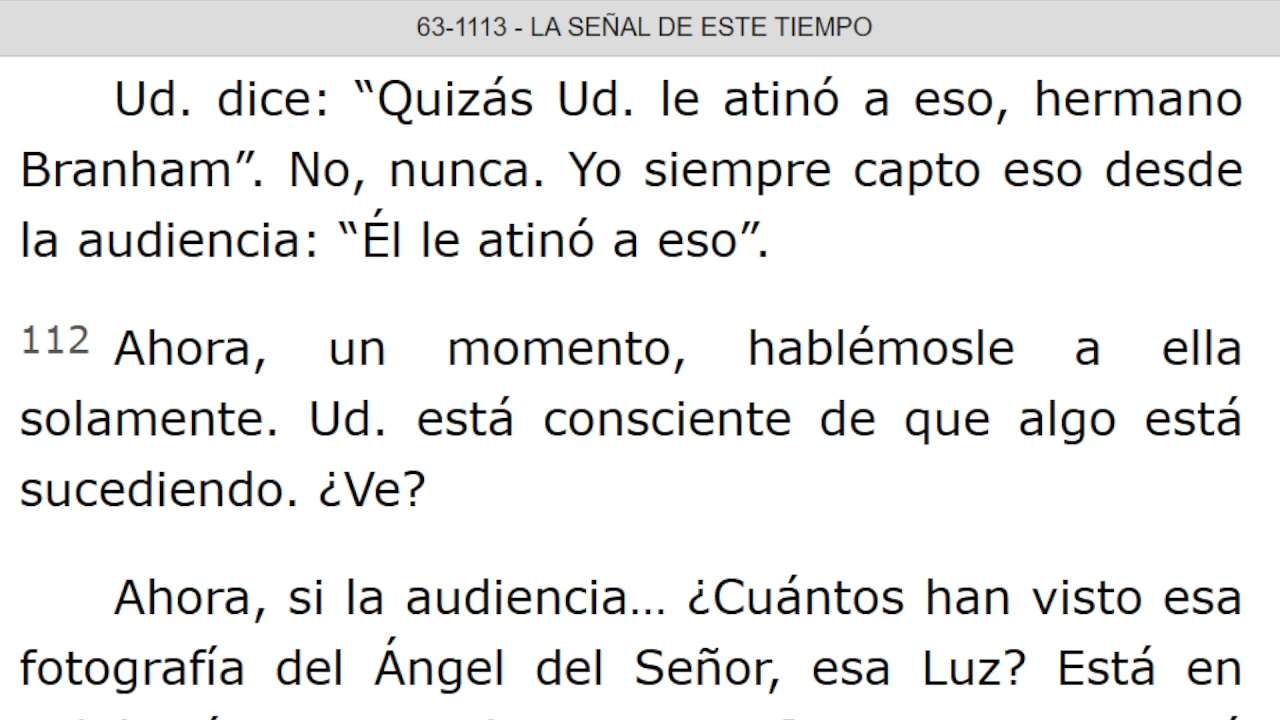 63-1113 - LA SEÑAL DE ESTE TIEMPO
Ud. dice: “Quizás Ud. le atinó a eso, hermano
Branham”. No, nunca. Yo siempre capto eso desde
la audiencia: “Él le atinó a eso”.
112 Ahora, un momento, hablémosle a ella
solamente. Ud. está consciente de que algo está
sucediendo. ¿Ve?
Ahora, si la audiencia… ¿Cuántos han visto esa
fotografía del Ángel del Señor, esa Luz? Está en